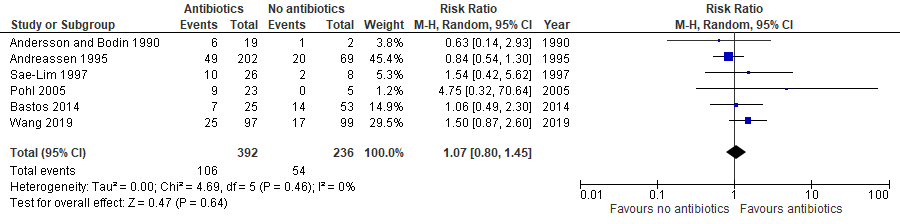 Antibiotics No antibiotics Risk Ratio Risk Ratio
Study or Subgroup Events Total Events Total Weight M-H, Random, 95% CI Year M-H, Random, 95% CI
Andersson and Bodin 1990 6 19 1 2 3.8% 0.63 [0.14, 2.93] 1990
Andreassen 1995 49 202 20 69 45.4% 0.84 [0.54, 1.30] 1995
Sae-Lim 1997 10 26 2 8 5.2% 1.54 [0.42, 5.62] 1997
Pohl 2005 9 23 0 5 1.2% 4.75 [0.32, 70.64] 2005
Bastos 2014 7 25 14 53 14.9% 1.06 [0.49, 2.30] 2014
Wang 2019 25 97 17 99 29.5% 1.50 [0.87, 2.60] 2019
Total (95% CI) 392 236 100.0% 1.07 [0.80, 1.45]
Total events 106 54
Heterogeneity: Tau² = 0.00; Chi² = 4.69, df = 5 (P = 0.46); I² = 0%
Test for overall effect: Z = 0.47 (P = 0.64)
0.01 0.1 1 10 100
Favours no antibiotics Favours antibiotics